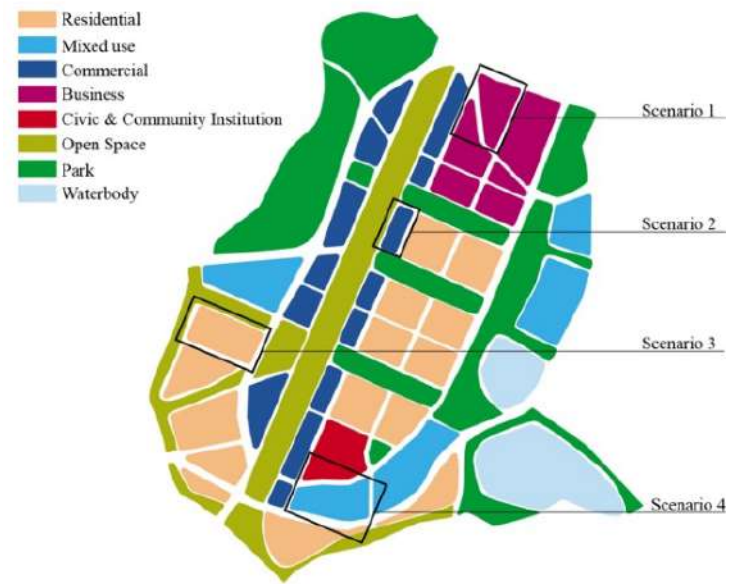 Residential
Mixed use
Commercial
Business
Civic & Community Institution
Open Space
Park
Waterbody
Scenario 1
Scenario 2
Scenario 3
Scenario 4